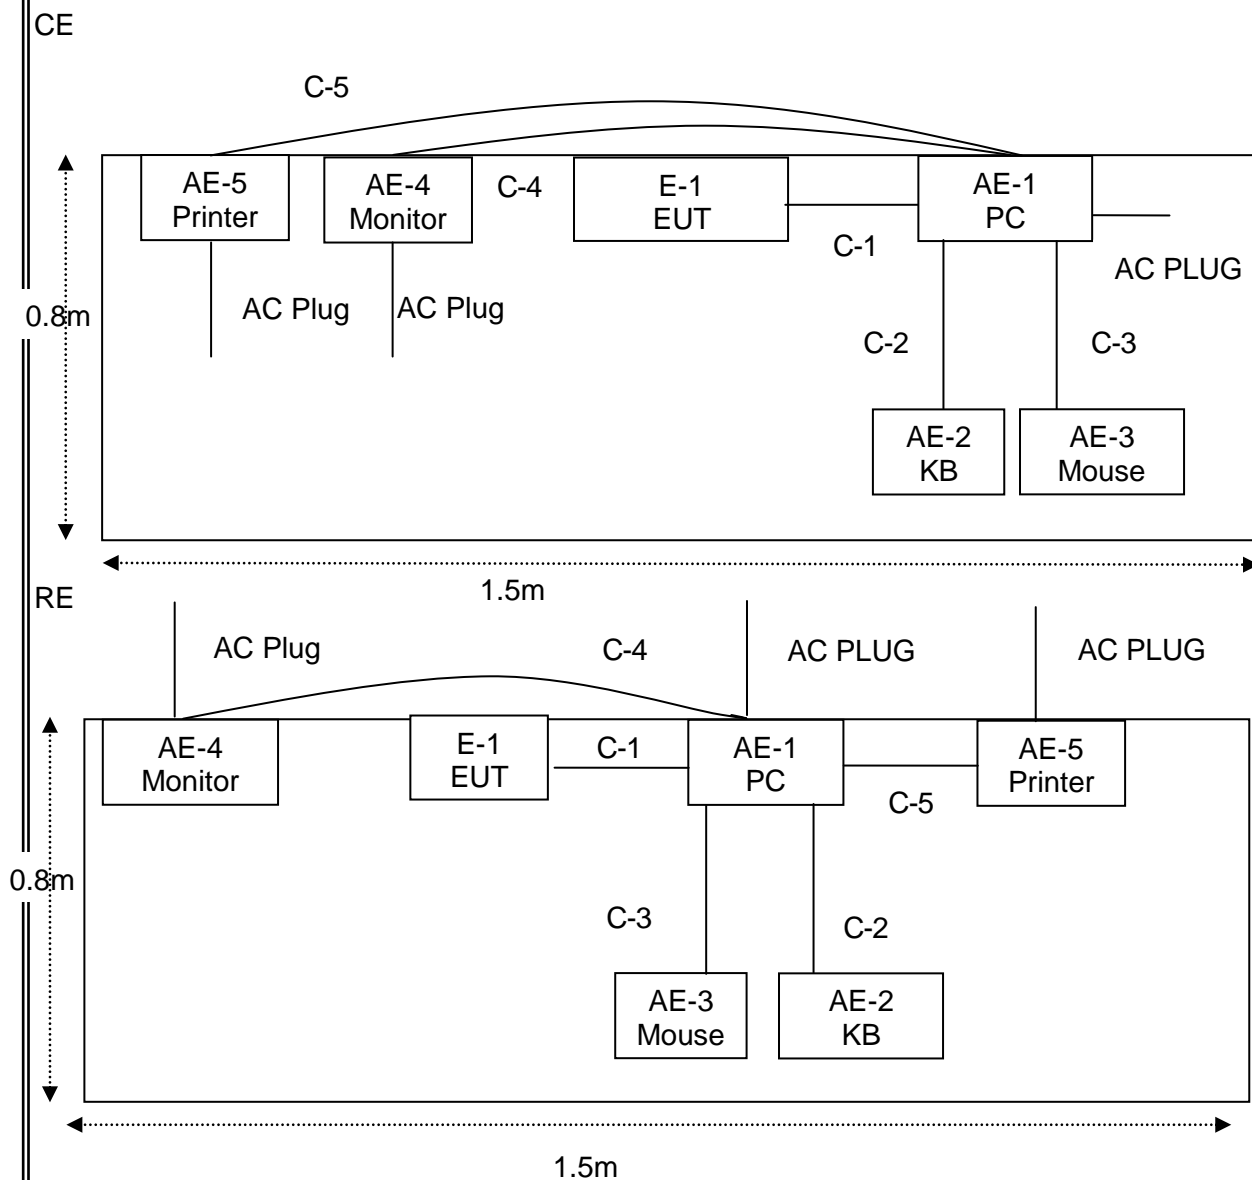 CE
C-5
AE-5
Printer
AE-4
Monitor
C-4
E-1
EUT
C-1
AE-1
PC
AC PLUG
AC Plug
AC Plug
0.8m
C-2
C-3
AE-2
KB
AE-3
Mouse
1.5m
RE
AC Plug
C-4
AC PLUG
AC PLUG
AE-4
Monitor
E-1
EUT
C-1
AE-1
PC
C-5
AE-5
Printer
0.8m
C-3
C-2
AE-3
Mouse
AE-2
KB
1.5m